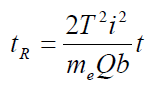 t_R = \frac{2T^2 i^2}{m_e Q b} t